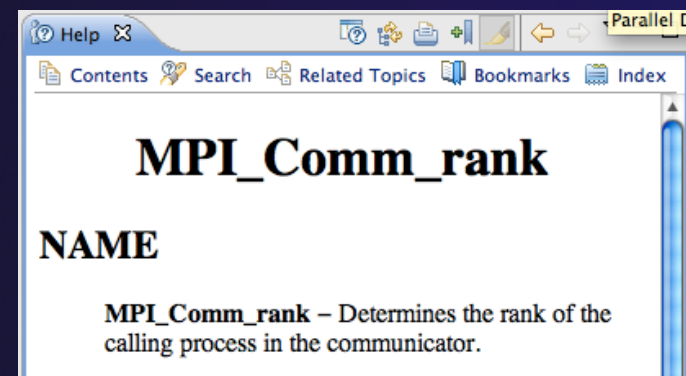 Help
Parallel D
Contents Search Related Topics Bookmarks Index
MPI_Comm_rank
NAME
MPI_Comm_rank – Determines the rank of the
calling process in the communicator.